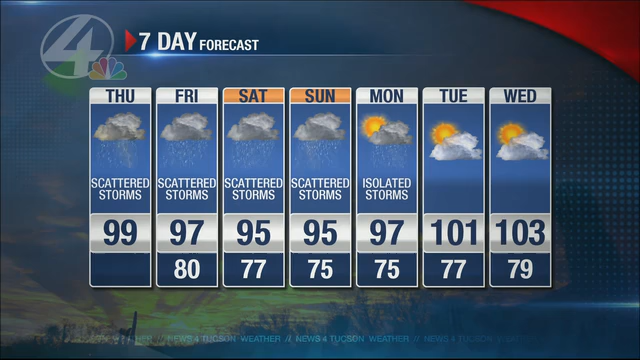 4
7 DAY FORECAST
THU FRI SAT SUN MON TUE WED
SCATTERED STORMS SCATTERED STORMS SCATTERED STORMS SCATTERED STORMS ISOLATED STORMS
99 97 95 95 97 101 103
80 77 75 75 77 79
NEWS 4 TUCSON WEATHER // NEWS 4 TUCSON WEATHER // NEWS 4 TUCSON WEATHER //